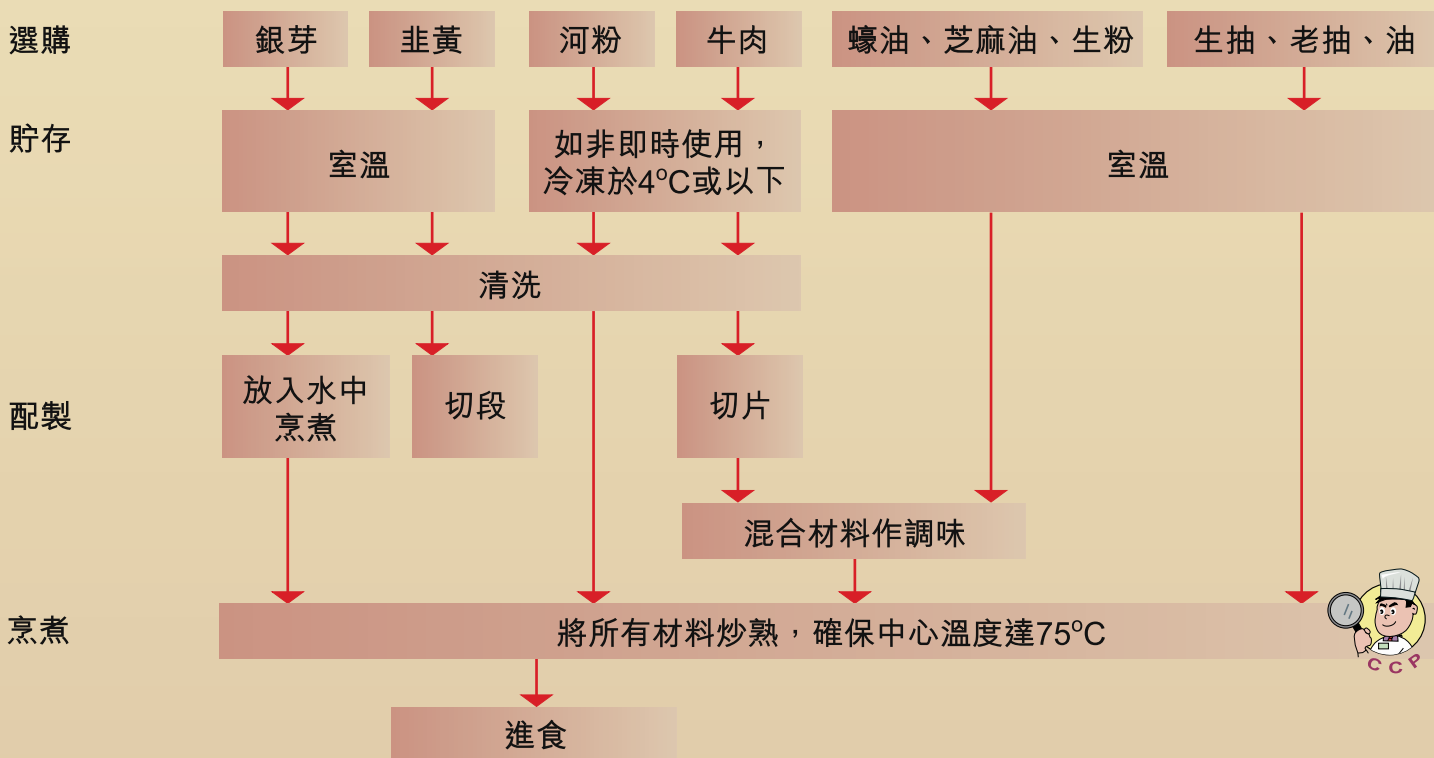 選購
銀芽
韭黃
河粉
牛肉
蠔油、芝麻油、生粉
生抽、老抽、油
貯存
室溫
如非即時使用，
冷凍於4°C或以下
室溫
清洗
配製
放入水中
烹煮
切段
切片
混合材料作調味
烹煮
將所有材料炒熟，確保中心溫度達75°C
CCP
進食